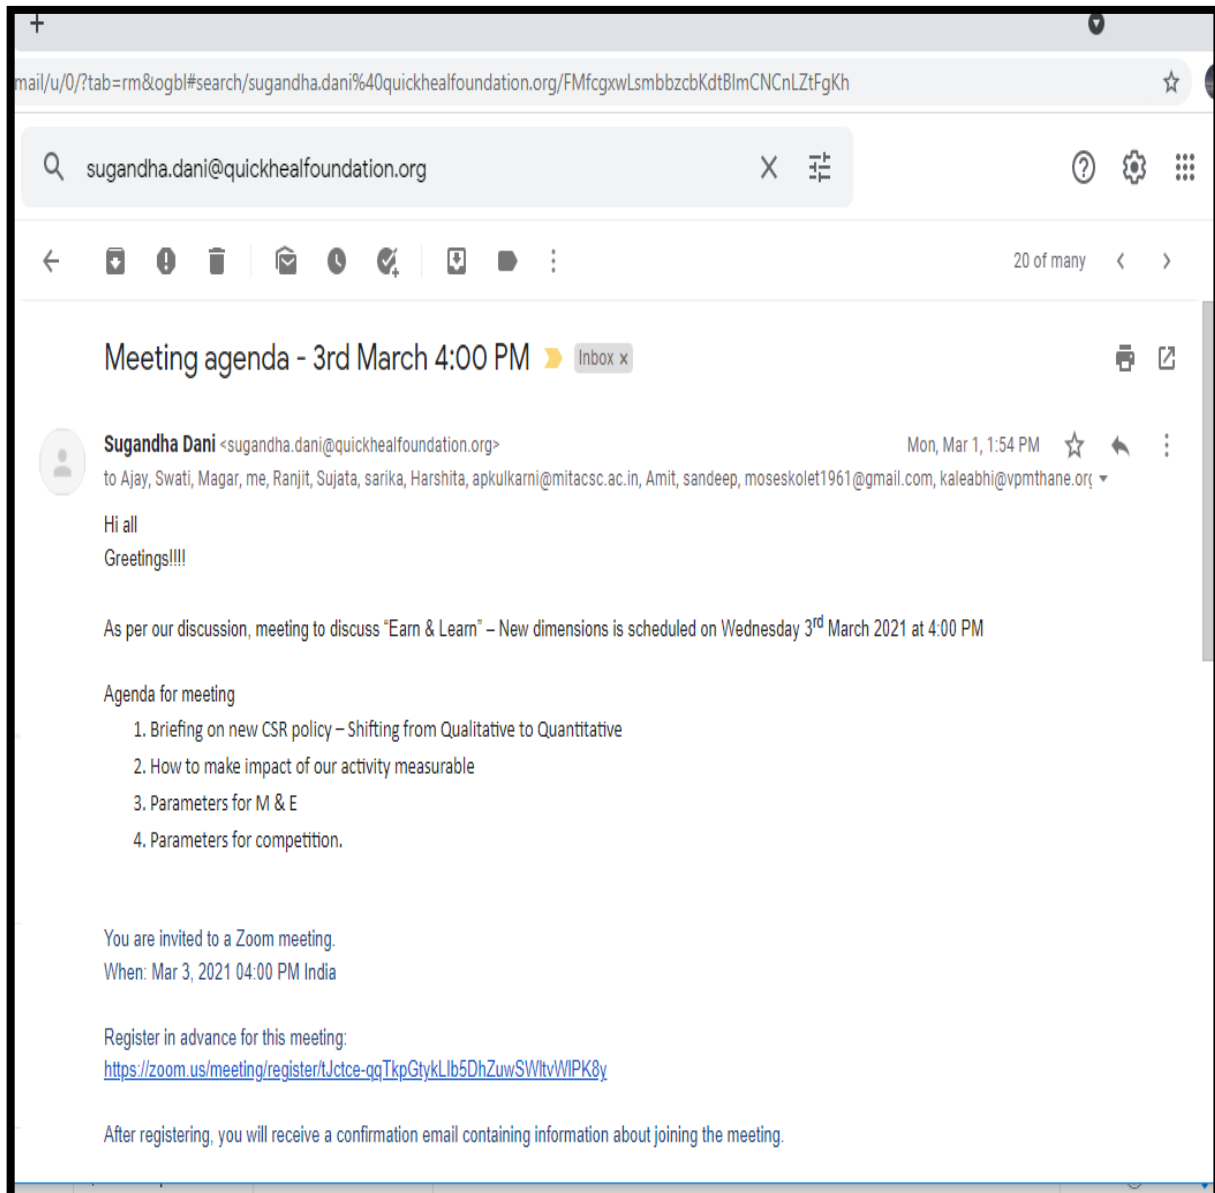 mail/u/0/?tab=rm&ogbl#search/sugandha.dani%40quickhealfoundation.org/FMfcgxwLsmbbzcbKdtBlmCNCnLZtFgKh
sugandha.dani@quickhealfoundation.org
20 of many
Meeting agenda - 3rd March 4:00 PM
Inbox x
Sugandha Dani <sugandha.dani@quickhealfoundation.org>
Mon, Mar 1, 1:54 PM
to Ajay, Swati, Magar, me, Ranjit, Sujata, sarika, Harshita, apkulkarni@mitacsc.ac.in, Amit, sandeep, moseskolet1961@gmail.com, kaleabhi@vpmthane.org
Hi all
Greetings!!!!
As per our discussion, meeting to discuss “Earn & Learn” – New dimensions is scheduled on Wednesday 3rd March 2021 at 4:00 PM
Agenda for meeting
1. Briefing on new CSR policy – Shifting from Qualitative to Quantitative
2. How to make impact of our activity measurable
3. Parameters for M & E
4. Parameters for competition.
You are invited to a Zoom meeting.
When: Mar 3, 2021 04:00 PM India
Register in advance for this meeting:
https://zoom.us/meeting/register/tJctce-qqTkpGtykLIb5DhZuwSWltvWlPK8y
After registering, you will receive a confirmation email containing information about joining the meeting.